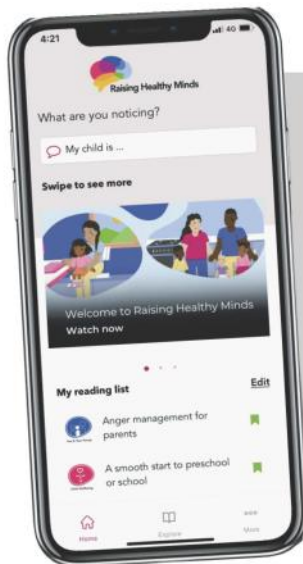 4:21
4G
Raising Healthy Minds
What are you noticing?
My child is ...
Swipe to see more
Welcome to Raising Healthy Minds
Watch now
My reading list
Edit
Anger management for
parents
A smooth start to preschool
or school
Home
Explore
More